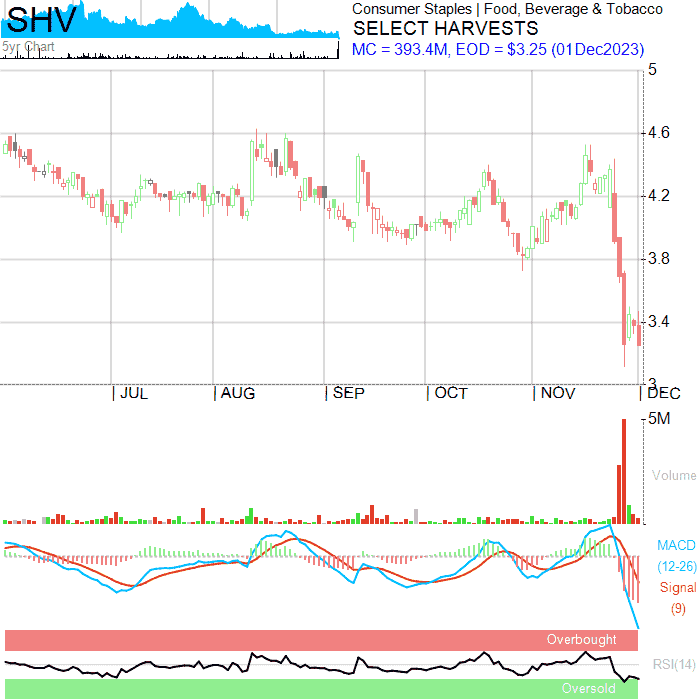 SHV
5yr Chart
Consumer Staples | Food, Beverage & Tobacco
SELECT HARVESTS
MC = 393.4M, EOD = $3.25 (01Dec2023)
5
4.6
4.2
3.8
3.4
3
JUL
AUG
SEP
OCT
NOV
DEC
5M
Volume
MACD
(12-26)
Signal
(9)
Overbought
RSI(14)
Oversold